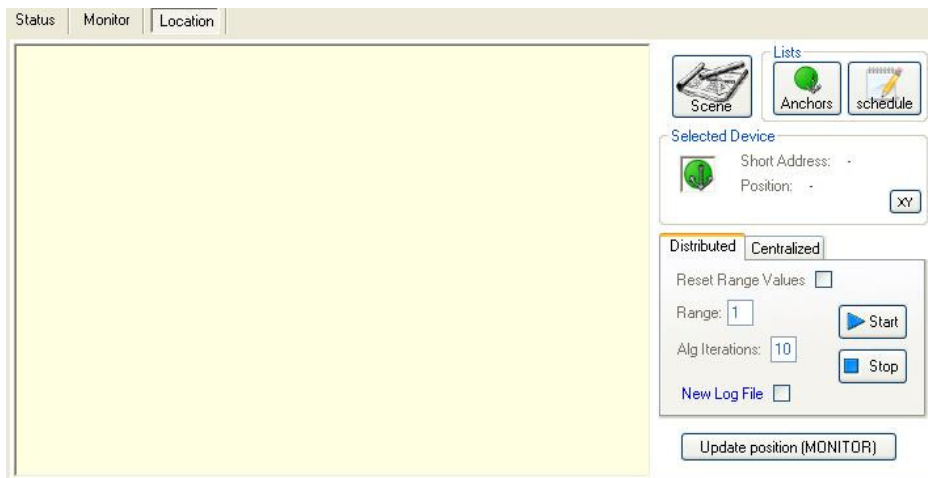 Status Monitor Location
Lists
Scene Anchors schedule
Selected Device
Short Address: -
Position: -
XY
Distributed Centralized
Reset Range Values
Range: 1
Start
Alg Iterations: 10
Stop
New Log File
Update position (MONITOR)